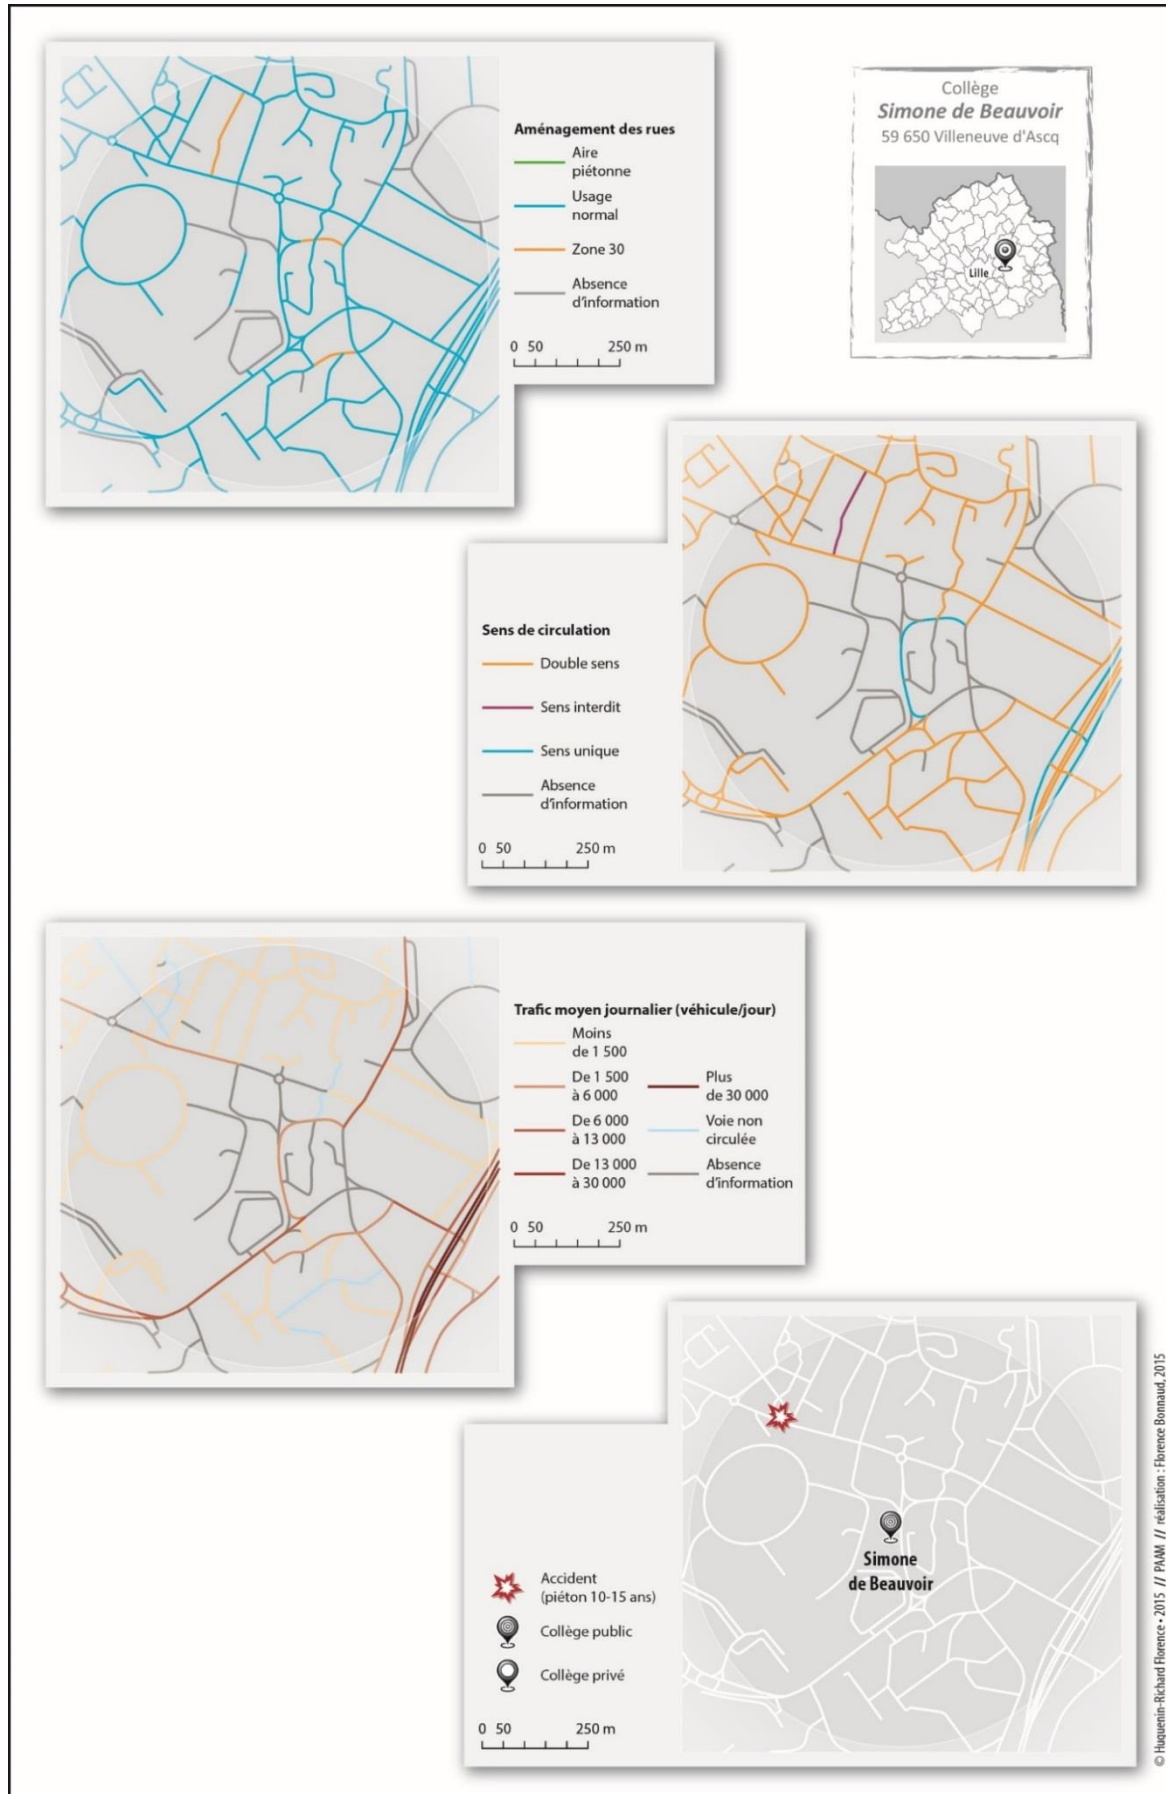 Collège
Simone de Beauvoir
59 650 Villeneuve d'Ascq
Lille
Aménagement des rues
Aire
piétonne
Usage
normal
Zone 30
Absence
d'information
0 50 250 m
Sens de circulation
Double sens
Sens interdit
Sens unique
Absence
d'information
0 50 250 m
Trafic moyen journalier (véhicule/jour)
Moins
de 1 500
De 1 500
à 6 000
De 6 000
à 13 000
De 13 000
à 30 000
Plus
de 30 000
Voie non
circulée
Absence
d'information
0 50 250 m
Simone
de Beauvoir
Accident
(piéton 10-15 ans)
Collège public
Collège privé
0 50 250 m
© Huguenin-Richard Florence • 2015 // PAAM // réalisation : Florence Bonnaud, 2015